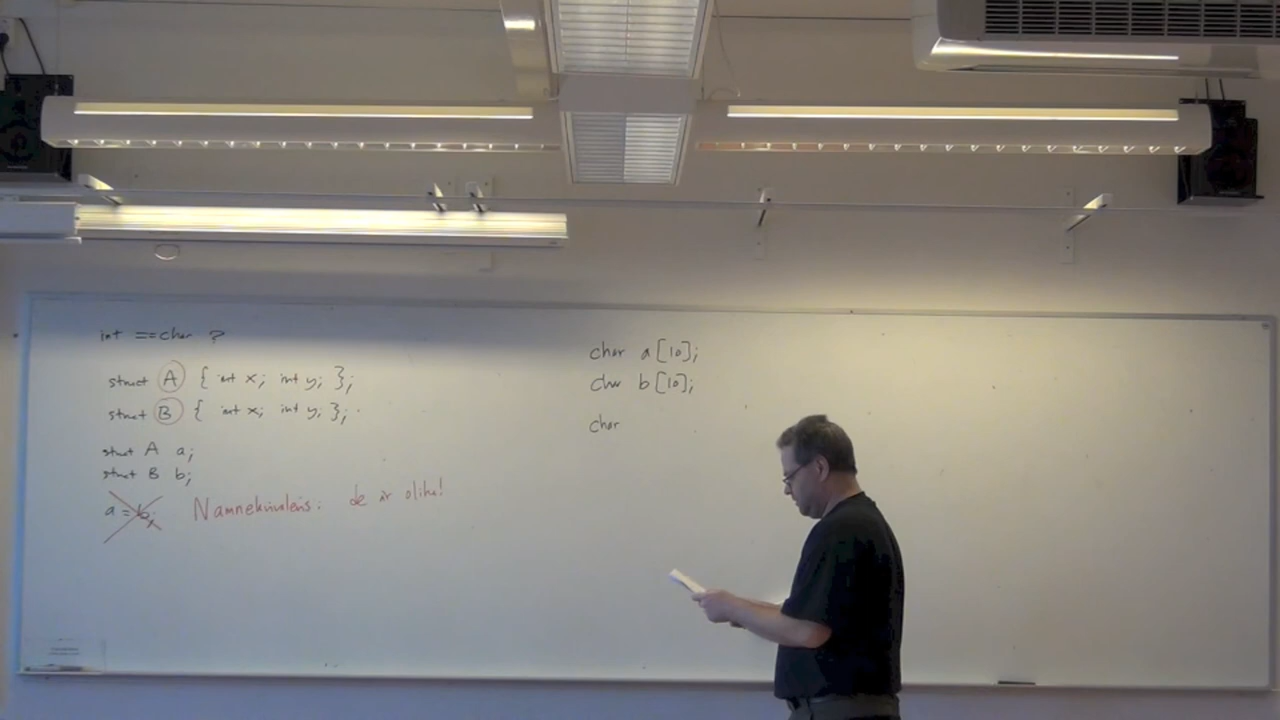 int == char ?
struct A { int x; int y; };
struct B { int x; int y; };
struct A a;
struct B b;
a = b;
Namnekvivalens: de är olika!
char a[10];
char b[10];
char